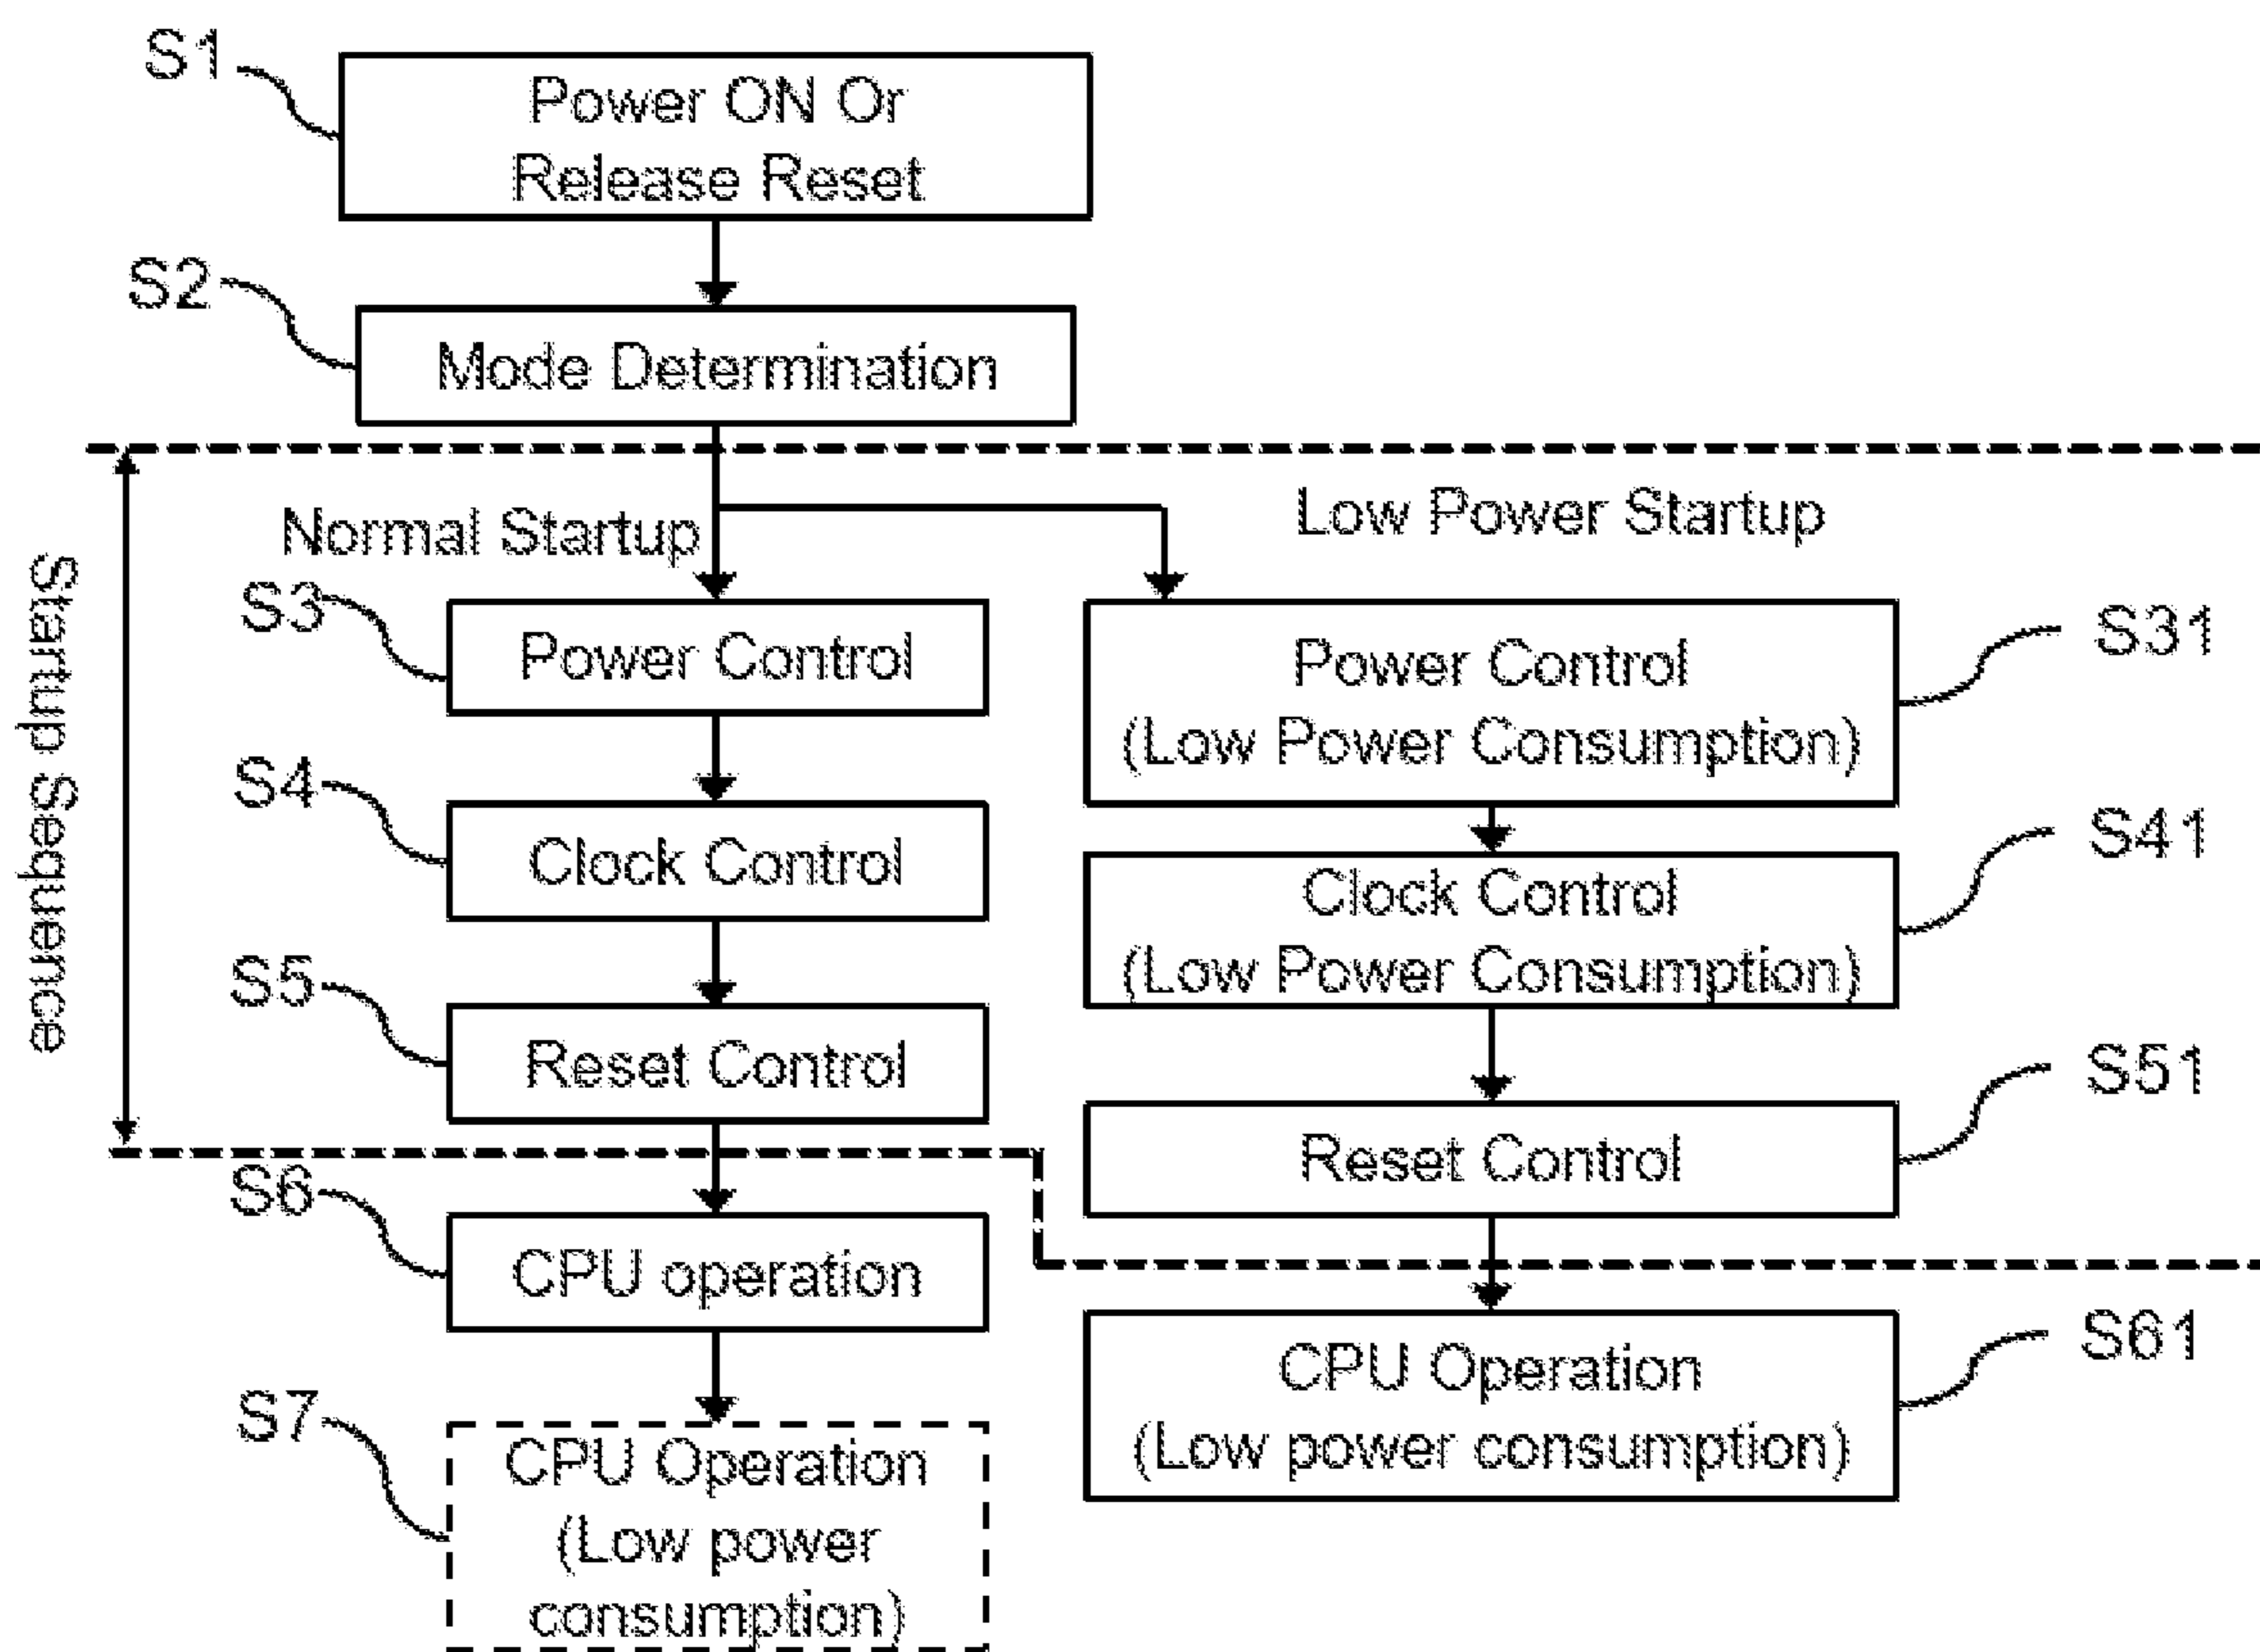 S1
Power ON Or
Release Reset
S2
Mode Determination
Startup Sequence
Normal Startup
Low Power Startup
S3
Power Control
S4
Clock Control
S5
Reset Control
S6
CPU operation
S7
CPU Operation
(Low power
consumption)
Power Control
(Low Power Consumption)
S31
Clock Control
(Low Power Consumption)
S41
Reset Control
S51
CPU Operation
(Low power consumption)
S61